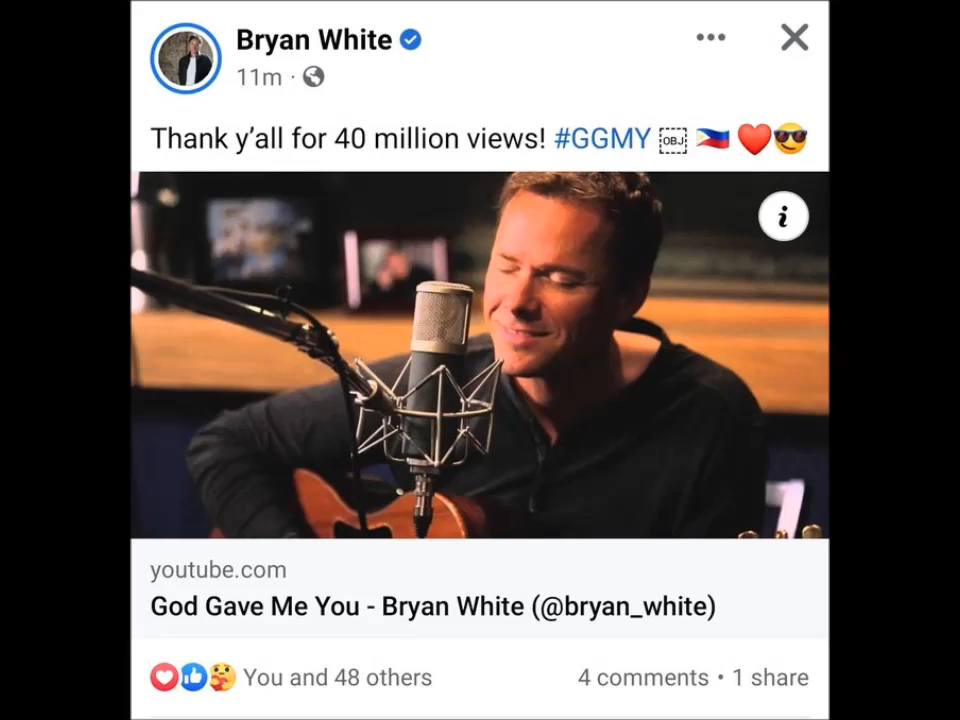 Bryan White
11m ·
Thank y’all for 40 million views! #GGMY OBJ 🇵🇭 ❤️😎
i
youtube.com
God Gave Me You - Bryan White (@bryan_white)
You and 48 others 4 comments • 1 share